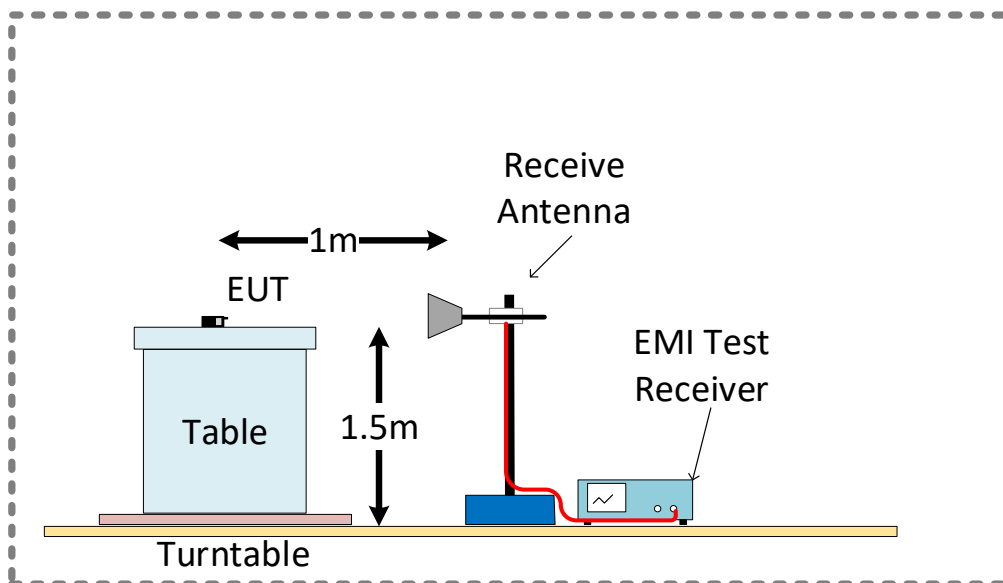 Receive
Antenna
1m
EUT
EMI Test
Receiver
Table
1.5m
Turntable